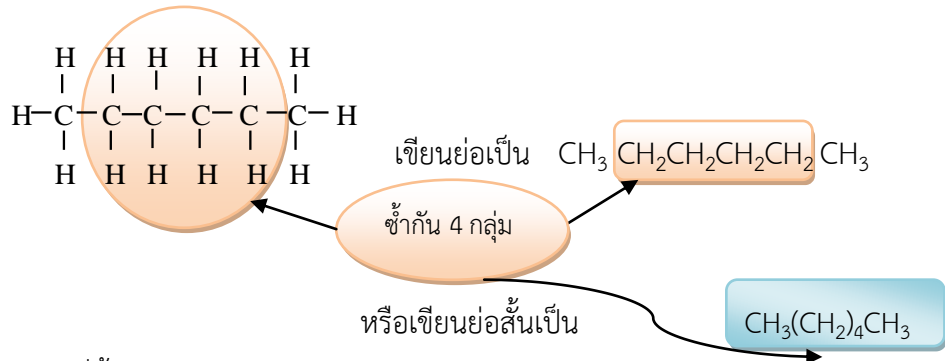 H H H H H H
H–C–C–C–C–C–C–H
H H H H H H
เขียนย่อเป็น CH₃ CH₂CH₂CH₂CH₂ CH₃
ซ้ำกัน 4 กลุ่ม
หรือเขียนย่อสั้นเป็น
CH₃(CH₂)₄CH₃